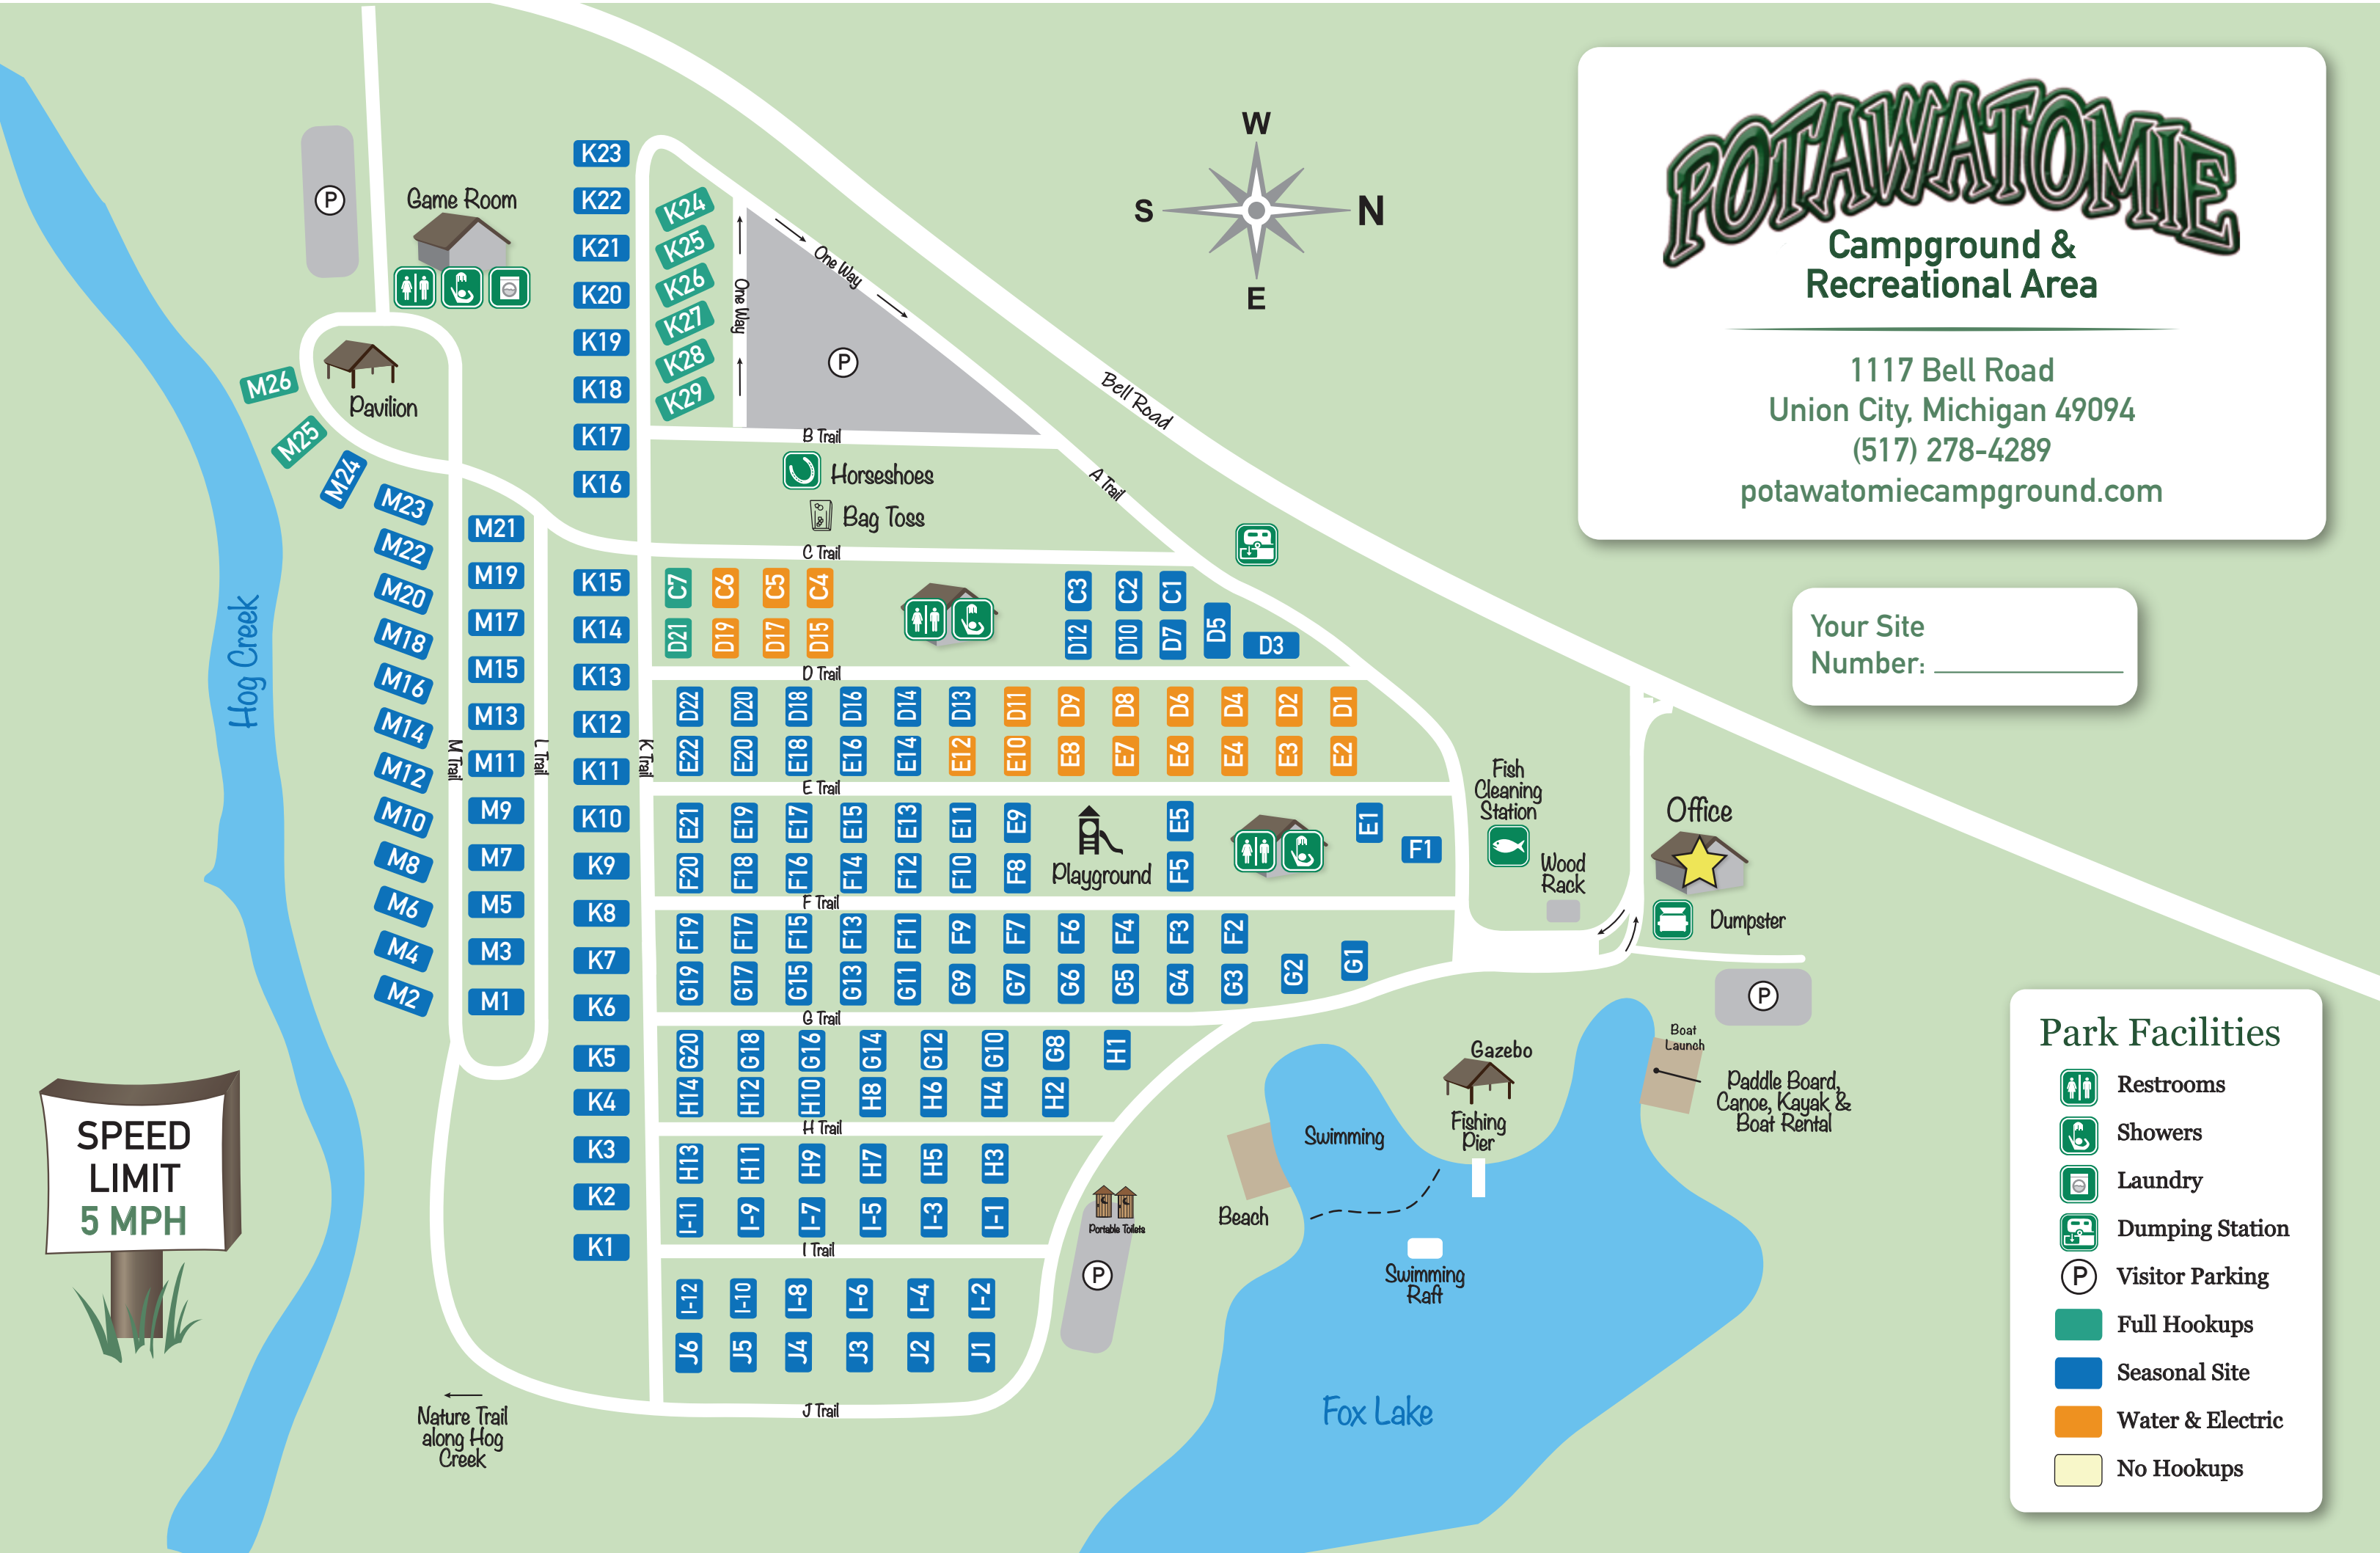 POTAWATOMIE
Campground &
Recreational Area
1117 Bell Road
Union City, Michigan 49094
(517) 278-4289
potawatomiecampground.com
Your Site
Number:
W
S
N
E
P
Game Room
Pavilion
Hog Creek
M26
M25
M24
M23
M22
M20
M18
M16
M14
M12
M10
M8
M6
M4
M2
M21
M19
M17
M15
M13
M11
M9
M7
M5
M3
M1
M Trail
L Trail
K Trail
K23
K22
K21
K20
K19
K18
K17
K16
K15
K14
K13
K12
K11
K10
K9
K8
K7
K6
K5
K4
K3
K2
K1
K24
K25
K26
K27
K28
K29
One Way
One Way
P
Bell Road
A Trail
B Trail
Horseshoes
Bag Toss
C Trail
C7 C6 C5 C4 C3 C2 C1
D21 D19 D17 D15 D12 D10 D7 D5 D3
D Trail
D22 D20 D18 D16 D14 D13 D11 D9 D8 D6 D4 D2 D1
E22 E20 E18 E16 E14 E12 E10 E8 E7 E6 E4 E3 E2
E Trail
E21 E19 E17 E15 E13 E11 E9 E5 E1
Playground
F20 F18 F16 F14 F12 F10 F8 F5 F1
F Trail
F19 F17 F15 F13 F11 F9 F7 F6 F4 F3 F2
G19 G17 G15 G13 G11 G9 G7 G6 G5 G4 G3 G2 G1
G Trail
G20 G18 G16 G14 G12 G10 G8 H1
H14 H12 H10 H8 H6 H4 H2
H Trail
H13 H11 H9 H7 H5 H3
I-11 I-9 I-7 I-5 I-3 I-1
I Trail
I-12 I-10 I-8 I-6 I-4 I-2
J6 J5 J4 J3 J2 J1
J Trail
Fish
Cleaning
Station
Wood
Rack
Office
Dumpster
P
Boat
Launch
Paddle Board,
Canoe, Kayak &
Boat Rental
Gazebo
Fishing
Pier
Swimming
Beach
Swimming
Raft
Fox Lake
Portable Toilets
P
Nature Trail
along Hog
Creek
SPEED
LIMIT
5 MPH
Park Facilities
Restrooms
Showers
Laundry
Dumping Station
P Visitor Parking
Full Hookups
Seasonal Site
Water & Electric
No Hookups